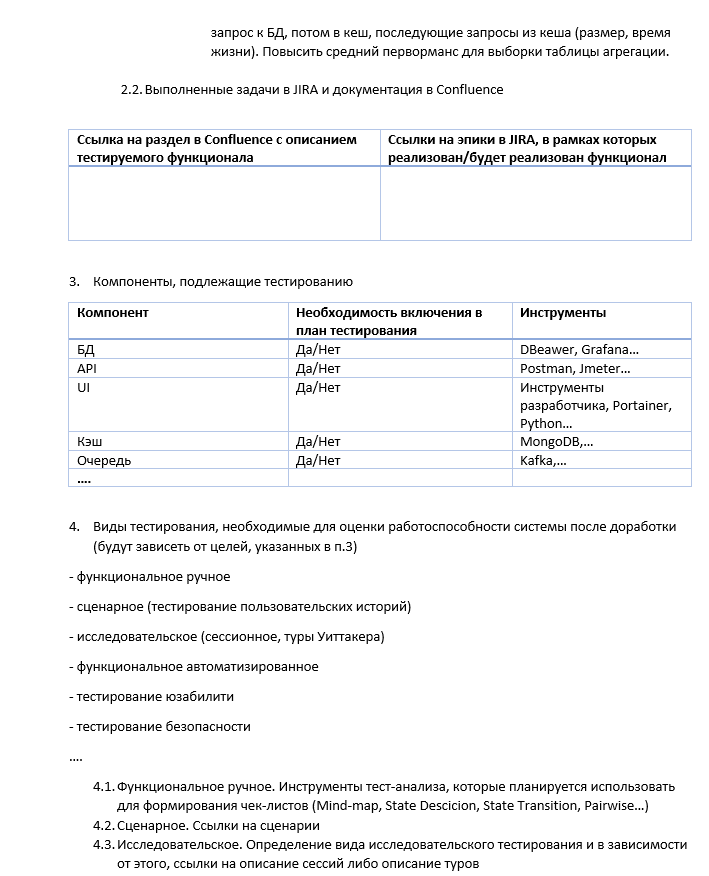 запрос к БД, потом в кеш, последующие запросы из кеша (размер, время
жизни). Повысить средний перворманс для выборки таблицы агрегации.
2.2. Выполненные задачи в JIRA и документация в Confluence
Ссылка на раздел в Confluence с описанием
тестируемого функционала
Ссылки на эпики в JIRA, в рамках которых
реализован/будет реализован функционал
3. Компоненты, подлежащие тестированию
Компонент
Необходимость включения в
план тестирования
Инструменты
БД
Да/Нет
DBeawer, Grafana…
API
Да/Нет
Postman, Jmeter…
UI
Да/Нет
Инструменты
разработчика, Portainer,
Python…
Кэш
Да/Нет
MongoDB,…
Очередь
Да/Нет
Kafka,…
….
4. Виды тестирования, необходимые для оценки работоспособности системы после доработки
(будут зависеть от целей, указанных в п.3)
- функциональное ручное
- сценарное (тестирование пользовательских историй)
- исследовательское (сессионное, туры Уиттакера)
- функциональное автоматизированное
- тестирование юзабилити
- тестирование безопасности
….
4.1. Функциональное ручное. Инструменты тест-анализа, которые планируется использовать
для формирования чек-листов (Mind-map, State Descicion, State Transition, Pairwise…)
4.2. Сценарное. Ссылки на сценарии
4.3. Исследовательское. Определение вида исследовательского тестирования и в зависимости
от этого, ссылки на описание сессий либо описание туров